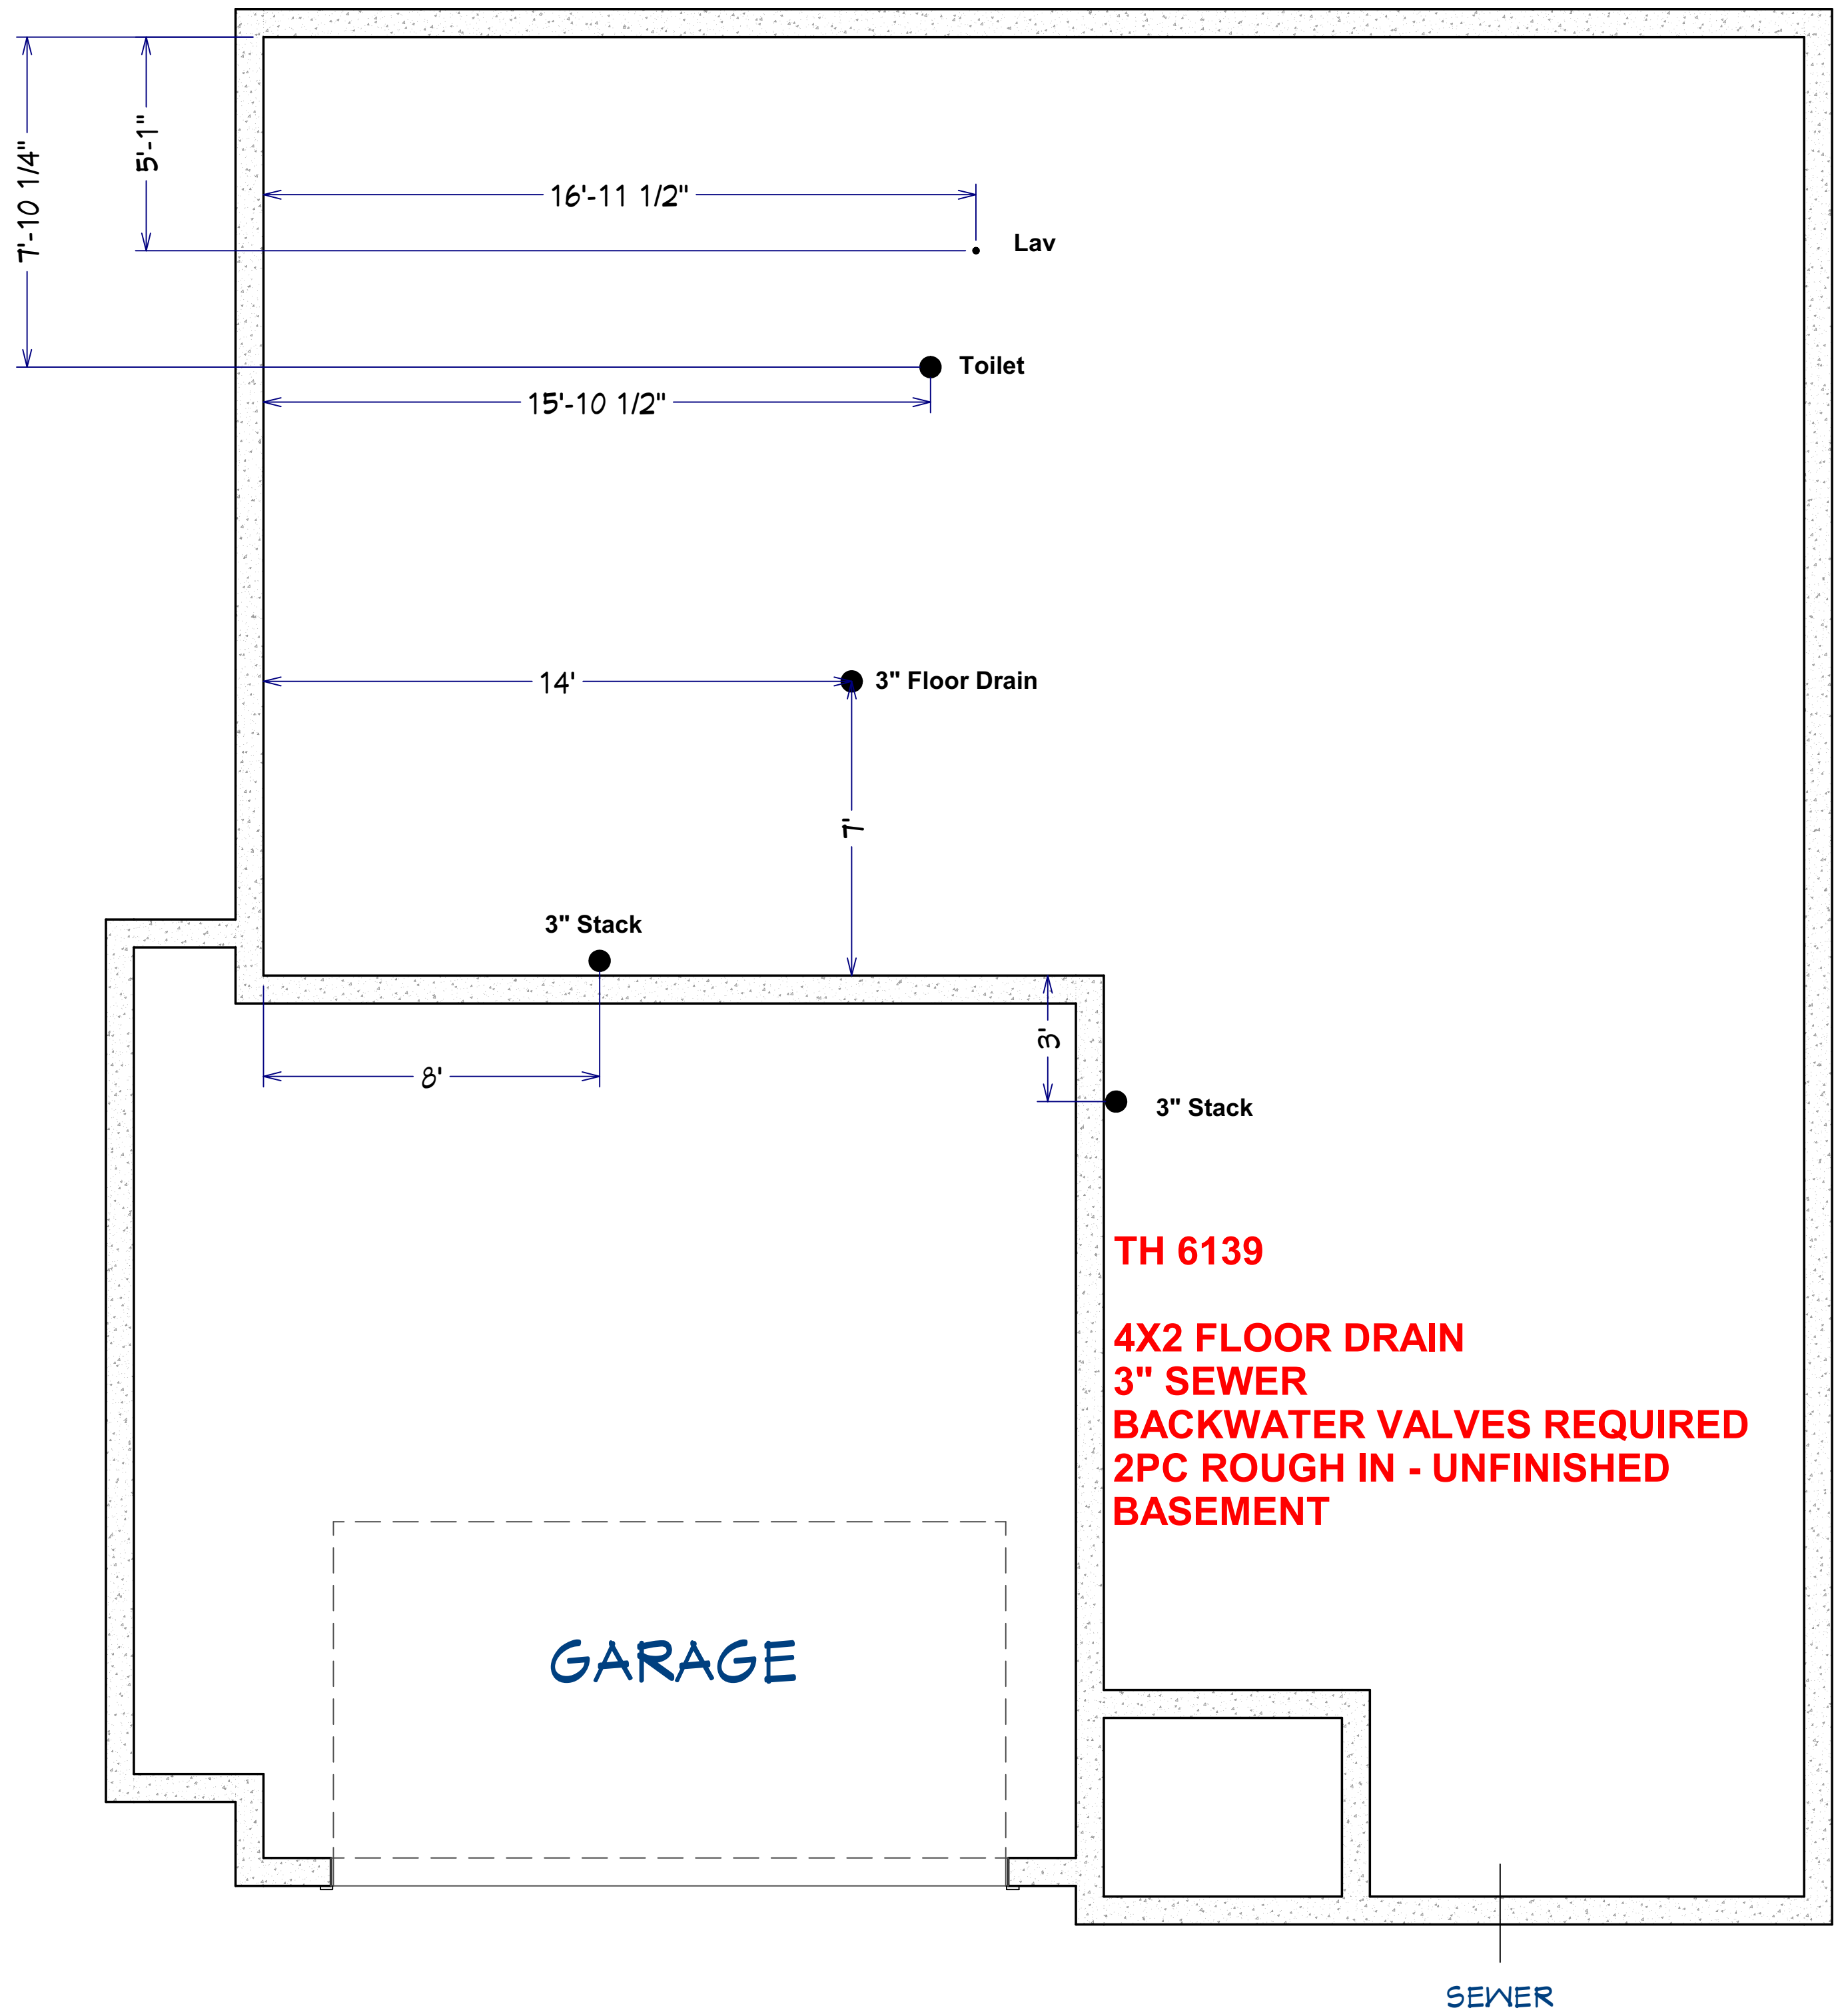 5'-1"
7'-10 1/4"
16'-11 1/2"
Lav
Toilet
15'-10 1/2"
14'
3" Floor Drain
7'
3" Stack
3'
8'
3" Stack
TH 6139
4X2 FLOOR DRAIN
3" SEWER
BACKWATER VALVES REQUIRED
2PC ROUGH IN - UNFINISHED
BASEMENT
GARAGE
SEWER